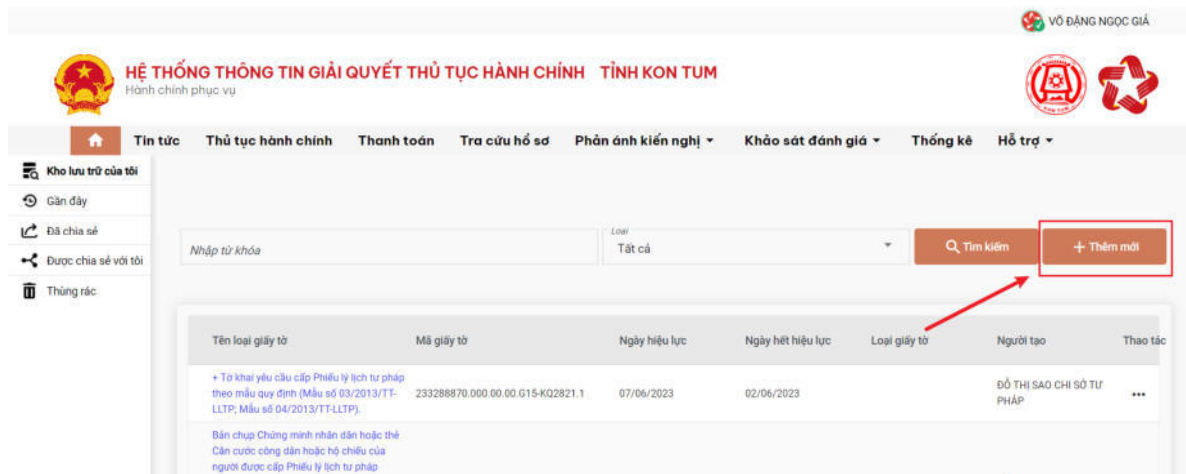 VÕ ĐẶNG NGỌC GIÁ
HỆ THỐNG THÔNG TIN GIẢI QUYẾT THỦ TỤC HÀNH CHÍNH TỈNH KON TUM
Hành chính phục vụ
KON TUM
Tin tức Thủ tục hành chính Thanh toán Tra cứu hồ sơ Phản ánh kiến nghị Khảo sát đánh giá Thống kê Hỗ trợ
Kho lưu trữ của tôi
Gần đây
Đã chia sẻ
Được chia sẻ với tôi
Thùng rác
Nhập từ khóa
Loại
Tất cả
Tìm kiếm
+ Thêm mới
Tên loại giấy tờ Mã giấy tờ Ngày hiệu lực Ngày hết hiệu lực Loại giấy tờ Người tạo Thao tác
+ Tờ khai yêu cầu cấp Phiếu lý lịch tư pháp
theo mẫu quy định (Mẫu số 03/2013/TT-
LLTP; Mẫu số 04/2013/TT-LLTP).
233288870.000.00.00.G15-KQ2821.1
07/06/2023
02/06/2023
ĐỖ THỊ SAO CHI SỞ TƯ
PHÁP
Bản chụp Chứng minh nhân dân hoặc thẻ
Căn cước công dân hoặc hộ chiếu của
người được cấp Phiếu lý lịch tư pháp